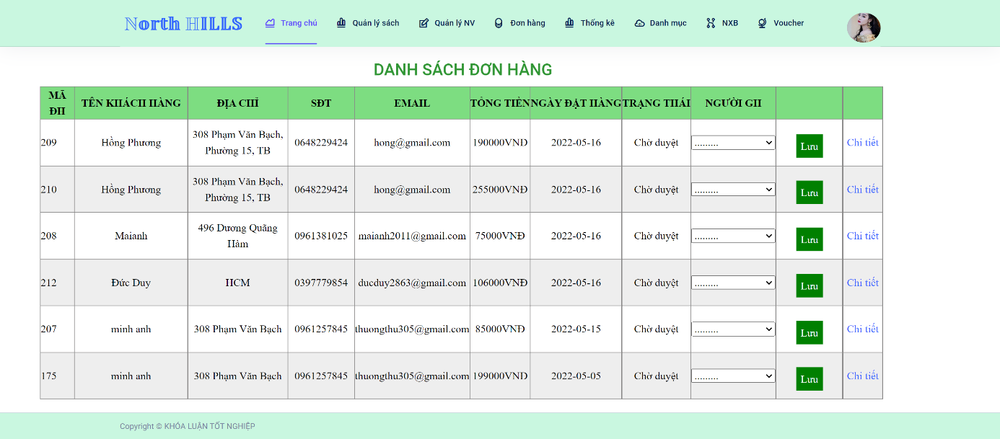 North HILLS
Trang chủ
Quản lý sách
Quản lý NV
Đơn hàng
Thống kê
Danh mục
NXB
Voucher
DANH SÁCH ĐƠN HÀNG
MÃ ĐH TÊN KHÁCH HÀNG ĐỊA CHỈ SĐT EMAIL TỔNG TIỀN NGÀY ĐẶT HÀNG TRẠNG THÁI NGƯỜI GH
209 Hồng Phương 308 Phạm Văn Bạch, Phường 15, TB 0648229424 hong@gmail.com 190000VNĐ 2022-05-16 Chờ duyệt ......... Lưu Chi tiết
210 Hồng Phương 308 Phạm Văn Bạch, Phường 15, TB 0648229424 hong@gmail.com 255000VNĐ 2022-05-16 Chờ duyệt ......... Lưu Chi tiết
208 Maianh 496 Dương Quãng Hàm 0961381025 maianh2011@gmail.com 75000VNĐ 2022-05-16 Chờ duyệt ......... Lưu Chi tiết
212 Đức Duy HCM 0397779854 ducduy2863@gmail.com 106000VNĐ 2022-05-16 Chờ duyệt ......... Lưu Chi tiết
207 minh anh 308 Phạm Văn Bạch 0961257845 thuongthu305@gmail.com 85000VNĐ 2022-05-15 Chờ duyệt ......... Lưu Chi tiết
175 minh anh 308 Phạm Văn Bạch 0961257845 thuongthu305@gmail.com 199000VNĐ 2022-05-05 Chờ duyệt ......... Lưu Chi tiết
Copyright © KHÓA LUẬN TỐT NGHIỆP